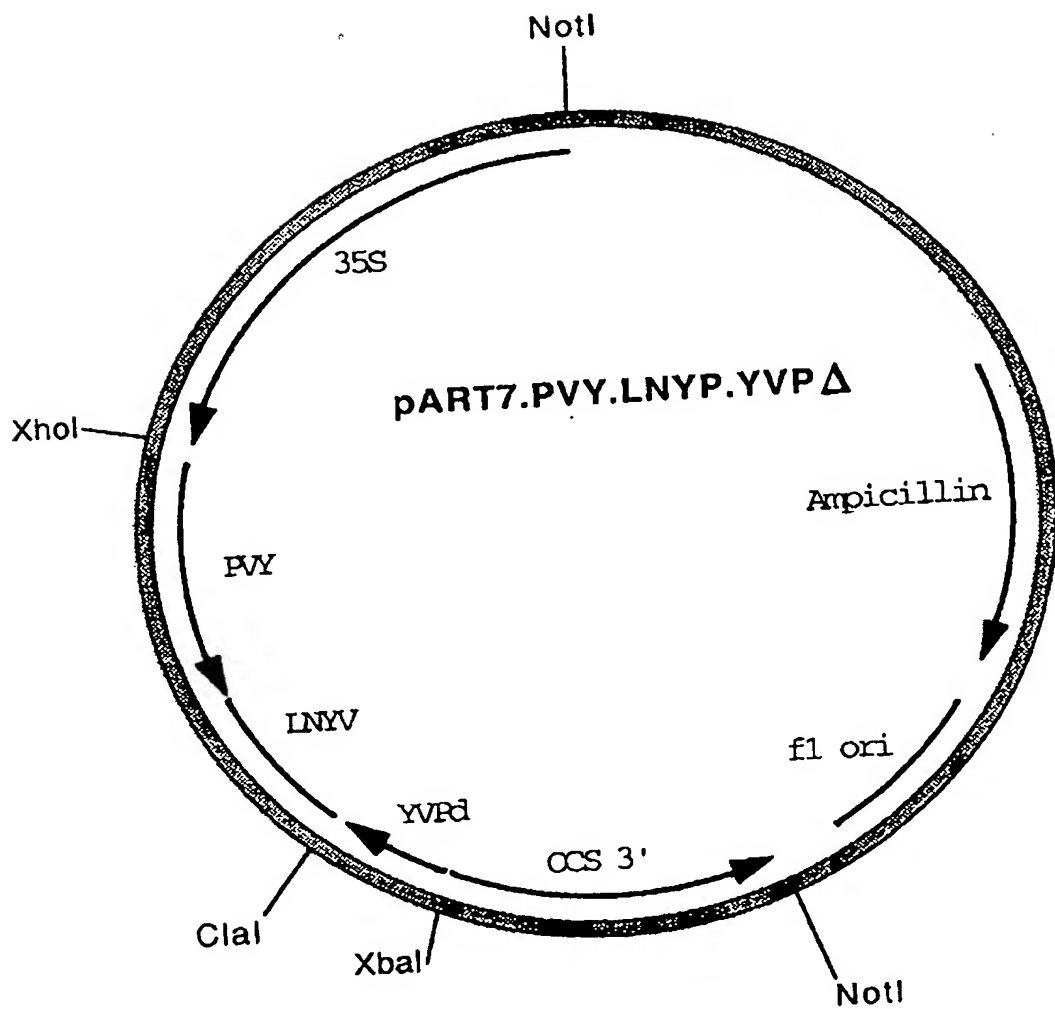 NotI
35S
pART7.PVY.LNYP.YVPΔ
XhoI
Ampicillin
PVY
LNYV
f1 ori
YVPd
OCS 3'
ClaI
XbaI
NotI